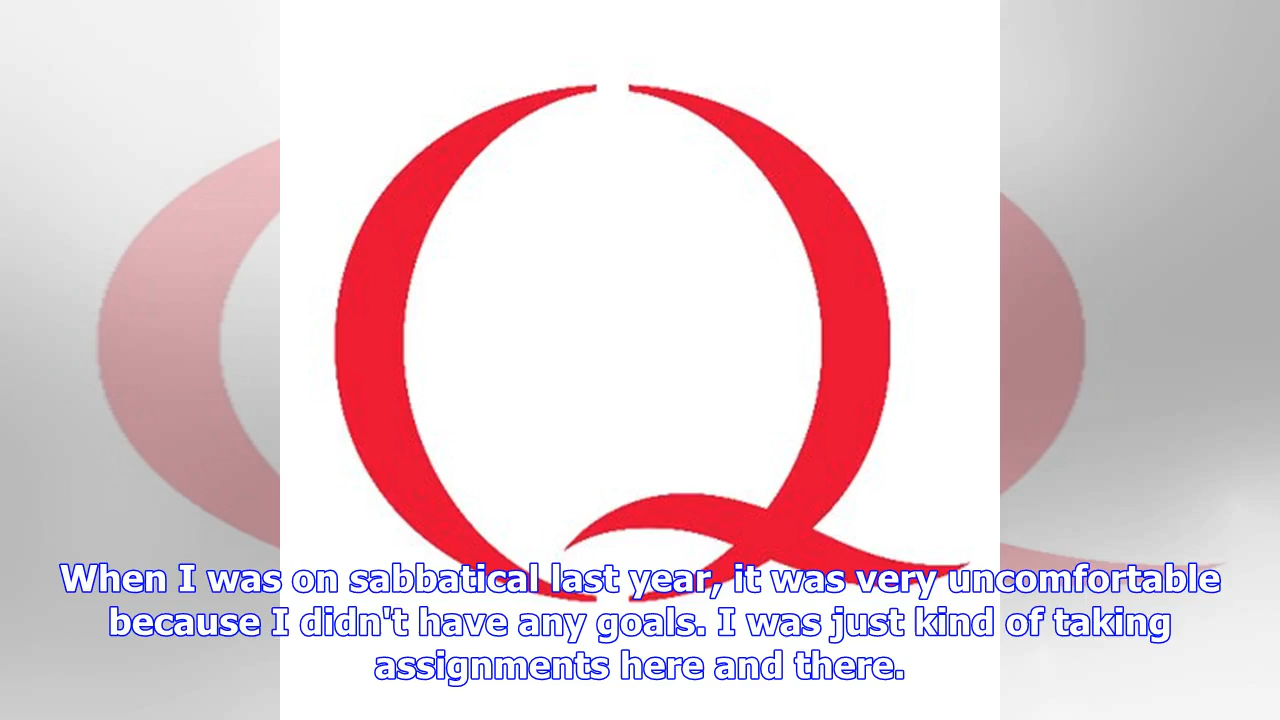 Q
When I was on sabbatical last year, it was very uncomfortable
because I didn't have any goals. I was just kind of taking
assignments here and there.